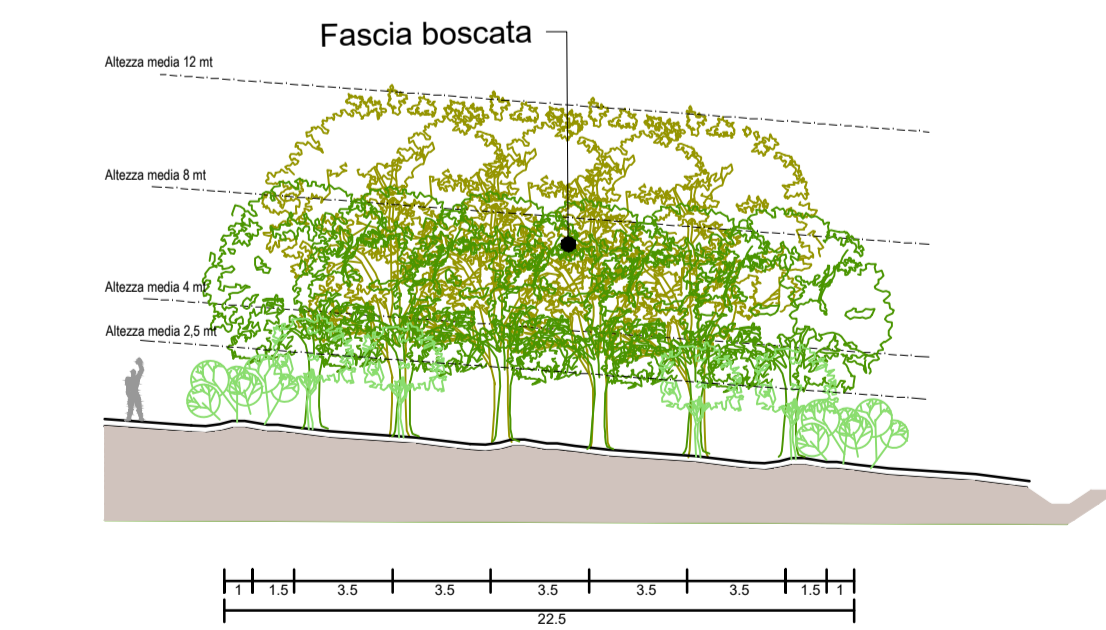 Fascia boscata
Altezza media 12 mt
Altezza media 8 mt
Altezza media 4 mt
Altezza media 2,5 mt
1 1.5 3.5 3.5 3.5 3.5 3.5 1.5 1
22.5